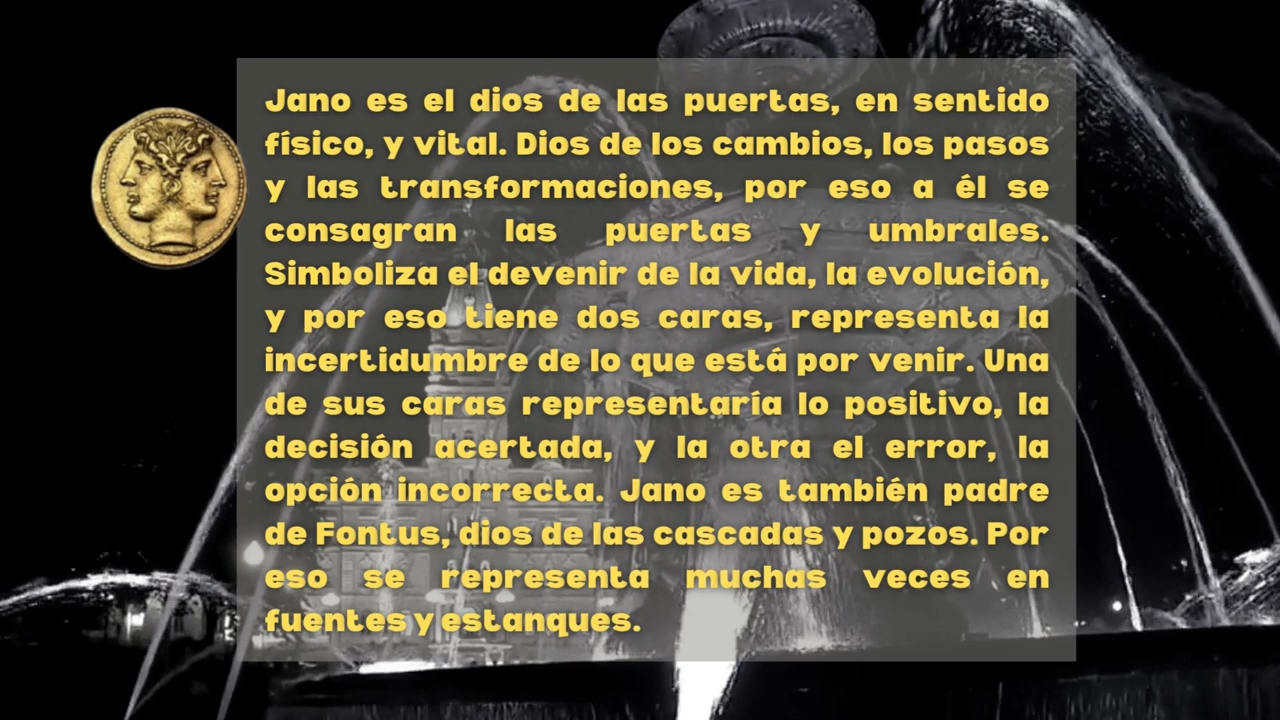 Jano es el dios de las puertas, en sentido
físico, y vital. Dios de los cambios, los pasos
y las transformaciones, por eso a él se
consagran las puertas y umbrales.
Simboliza el devenir de la vida, la evolución,
y por eso tiene dos caras, representa la
incertidumbre de lo que está por venir. Una
de sus caras representaría lo positivo, la
decisión acertada, y la otra el error, la
opción incorrecta. Jano es también padre
de Fontus, dios de las cascadas y pozos. Por
eso se representa muchas veces en
fuentes y estanques.